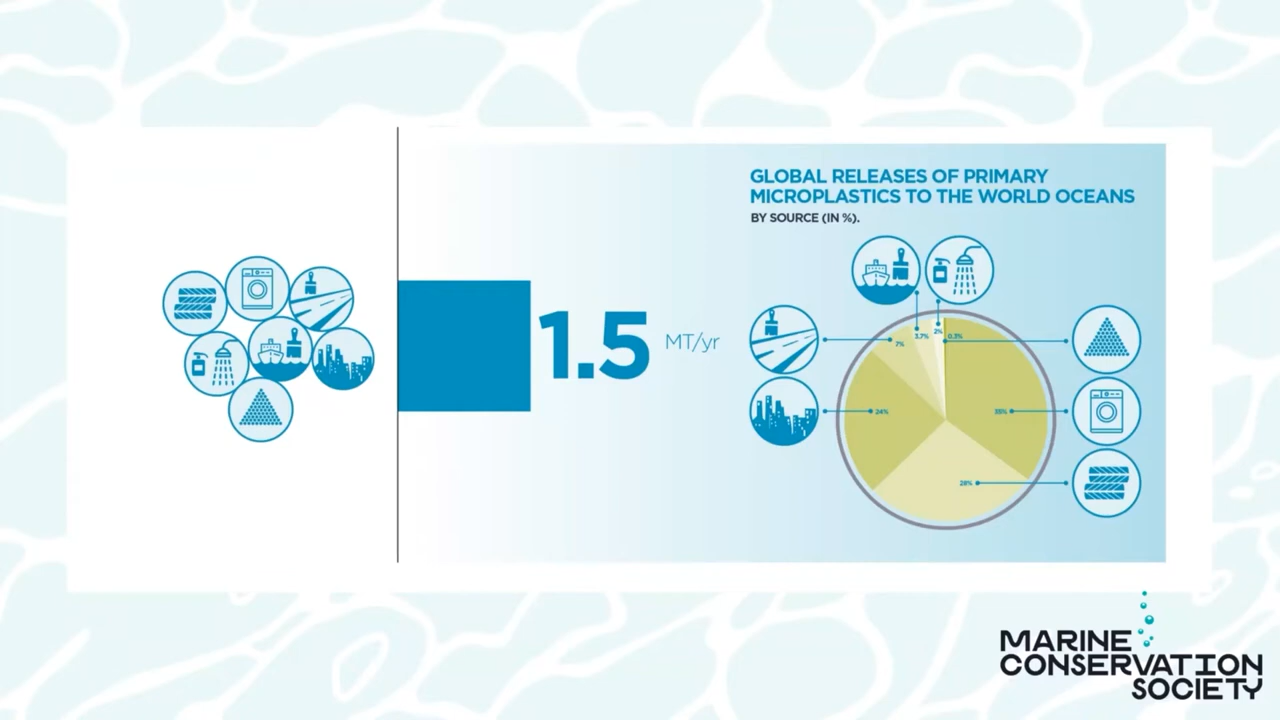 1.5 MT/yr
GLOBAL RELEASES OF PRIMARY
MICROPLASTICS TO THE WORLD OCEANS
BY SOURCE (IN %).
3.7%
2%
0.3%
7%
24%
35%
28%
MARINE
CONSERVATION
SOCIETY